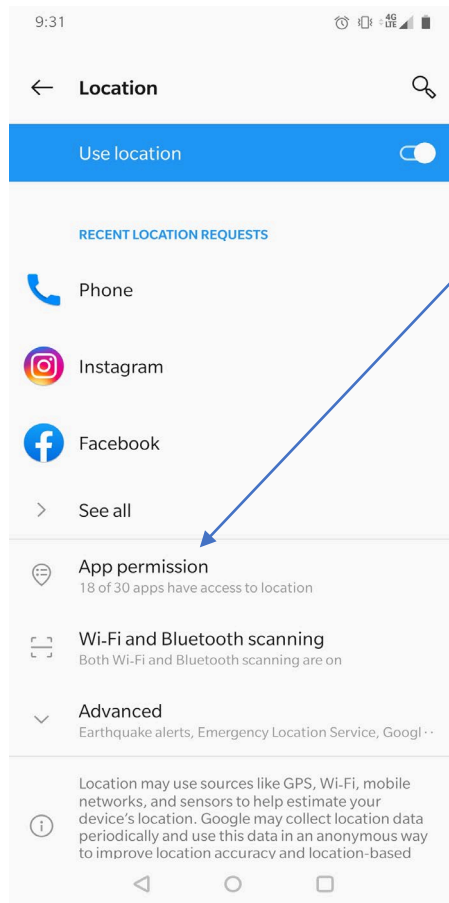 9:31
4G
LTE
Location
Use location
RECENT LOCATION REQUESTS
Phone
Instagram
Facebook
See all
App permission
18 of 30 apps have access to location
Wi-Fi and Bluetooth scanning
Both Wi-Fi and Bluetooth scanning are on
Advanced
Earthquake alerts, Emergency Location Service, Googl··
Location may use sources like GPS, Wi-Fi, mobile
networks, and sensors to help estimate your
device's location. Google may collect location data
periodically and use this data in an anonymous way
to improve location accuracy and location-based